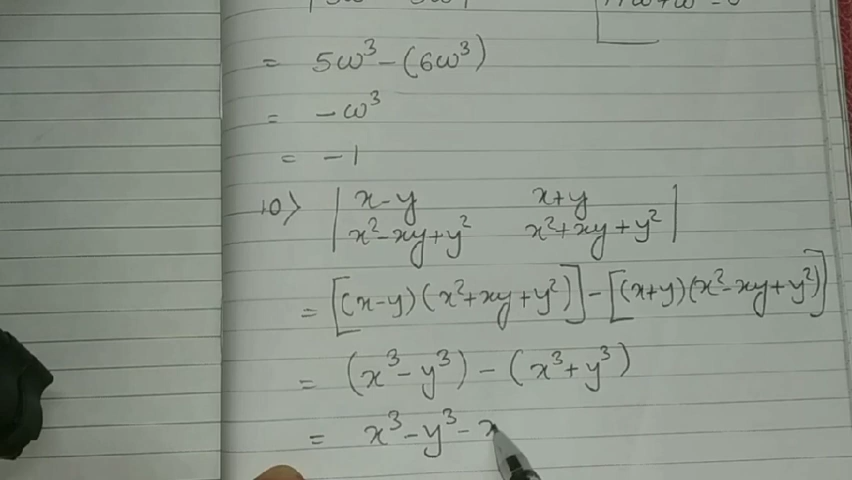 = 5ω³ - (6ω³)
= - ω³
= - 1
10) | x - y x + y |
| x² - xy + y² x² + xy + y² |
= [(x - y) (x² + xy + y²)] - [(x + y) (x² - xy + y²)]
= (x³ - y³) - (x³ + y³)
= x³ - y³ - x